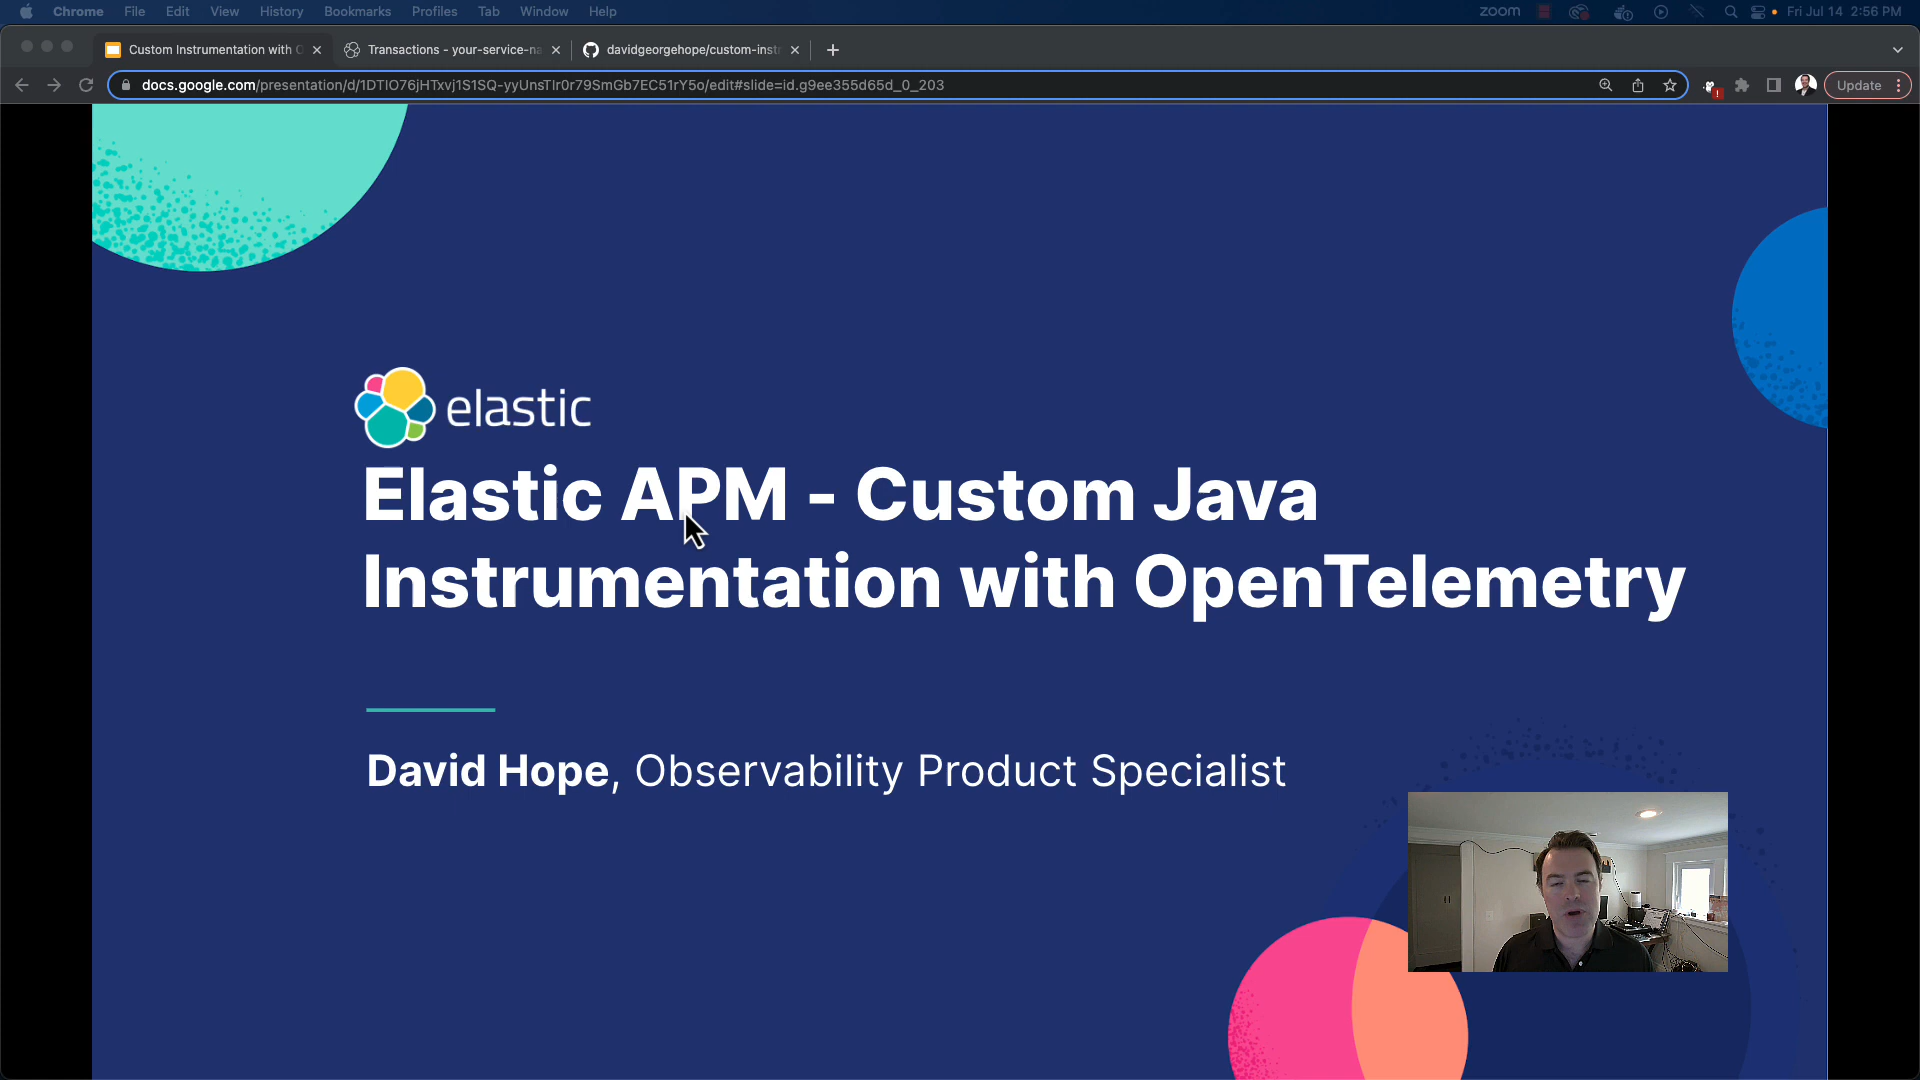 Chrome File Edit View History Bookmarks Profiles Tab Window Help zoom Fri Jul 14 2:56 PM
Custom Instrumentation with O Transactions - your-service-na davidgeorgehope/custom-instr
docs.google.com/presentation/d/1DTIO76jHTxvj1S1SQ-yyUnsTlr0r79SmGb7EC51rY5o/edit#slide=id.g9ee355d65d_0_203 Update
elastic
Elastic APM - Custom Java
Instrumentation with OpenTelemetry
David Hope, Observability Product Specialist